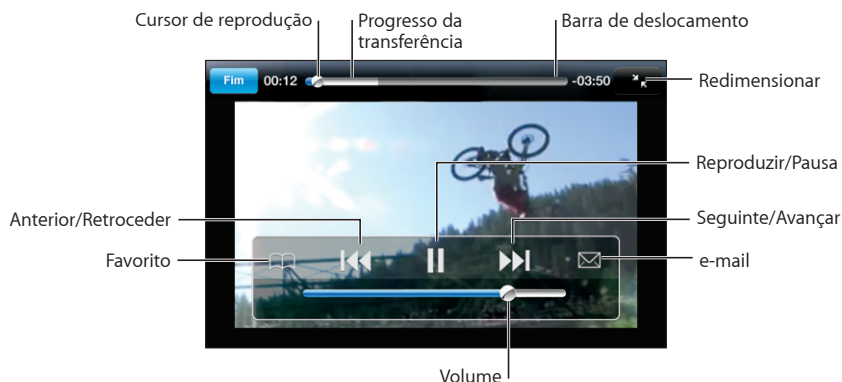 Cursor de reprodução
Progresso da
transferência
Barra de deslocamento
Fim
00:12
-03:50
Redimensionar
Reproduzir/Pausa
Anterior/Retroceder
Seguinte/Avançar
Favorito
e-mail
Volume